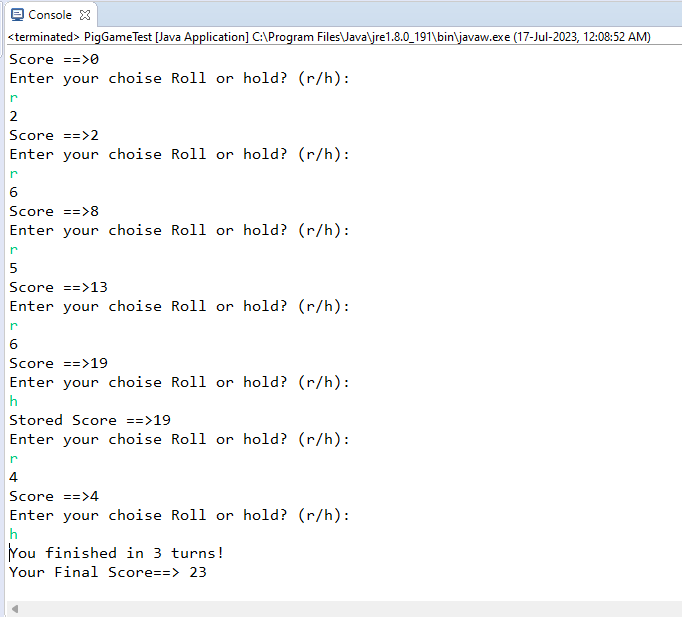 Console
<terminated> PigGameTest [Java Application] C:\Program Files\Java\jre1.8.0_191\bin\javaw.exe (17-Jul-2023, 12:08:52 AM)
Score ==>0
Enter your choise Roll or hold? (r/h):
r
2
Score ==>2
Enter your choise Roll or hold? (r/h):
r
6
Score ==>8
Enter your choise Roll or hold? (r/h):
r
5
Score ==>13
Enter your choise Roll or hold? (r/h):
r
6
Score ==>19
Enter your choise Roll or hold? (r/h):
h
Stored Score ==>19
Enter your choise Roll or hold? (r/h):
r
4
Score ==>4
Enter your choise Roll or hold? (r/h):
h
You finished in 3 turns!
Your Final Score==> 23